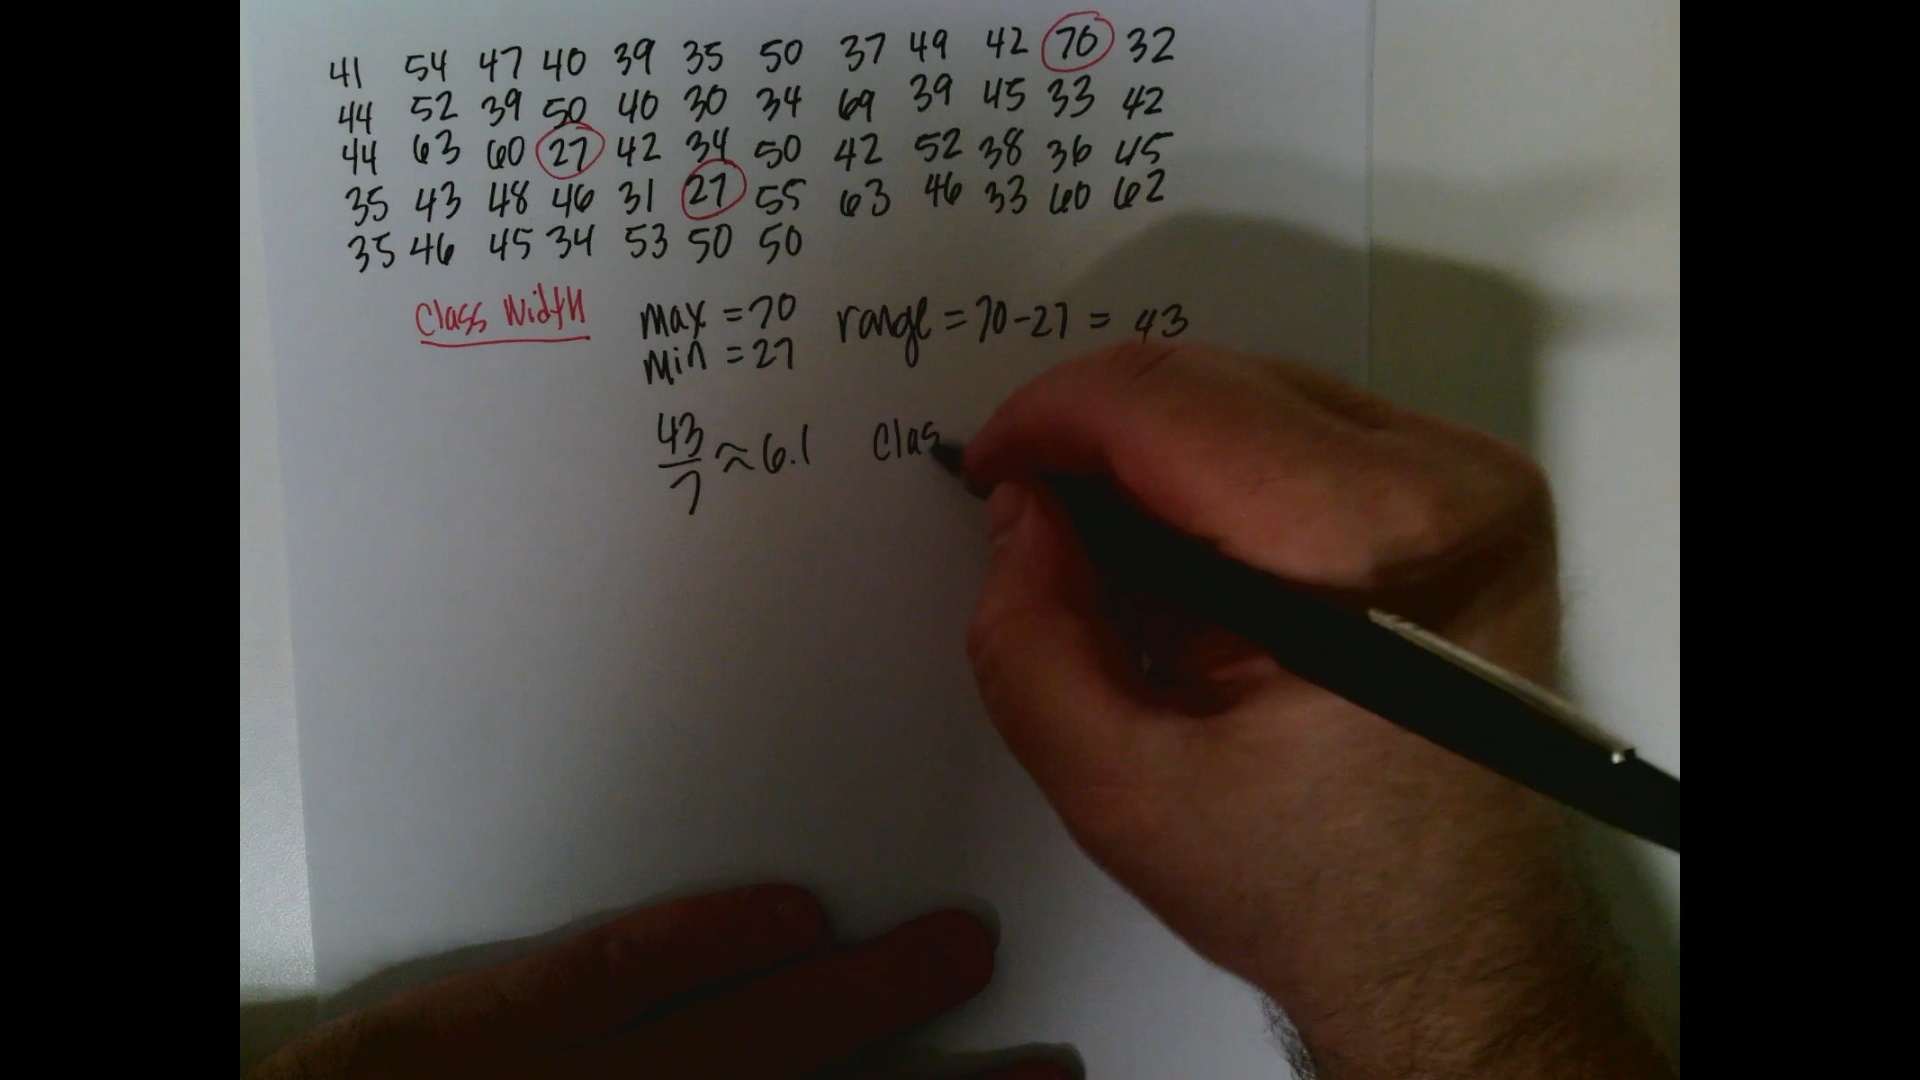 41 54 47 40 39 35 50 37 49 42 70 32
44 52 39 50 40 30 34 69 39 45 33 42
44 63 60 27 42 34 50 42 52 38 36 45
35 43 48 46 31 27 55 63 46 33 60 62
35 46 45 34 53 50 50
Class Width max = 70 range = 70 - 27 = 43
min = 27
43/7 ≈ 6.1 Clas